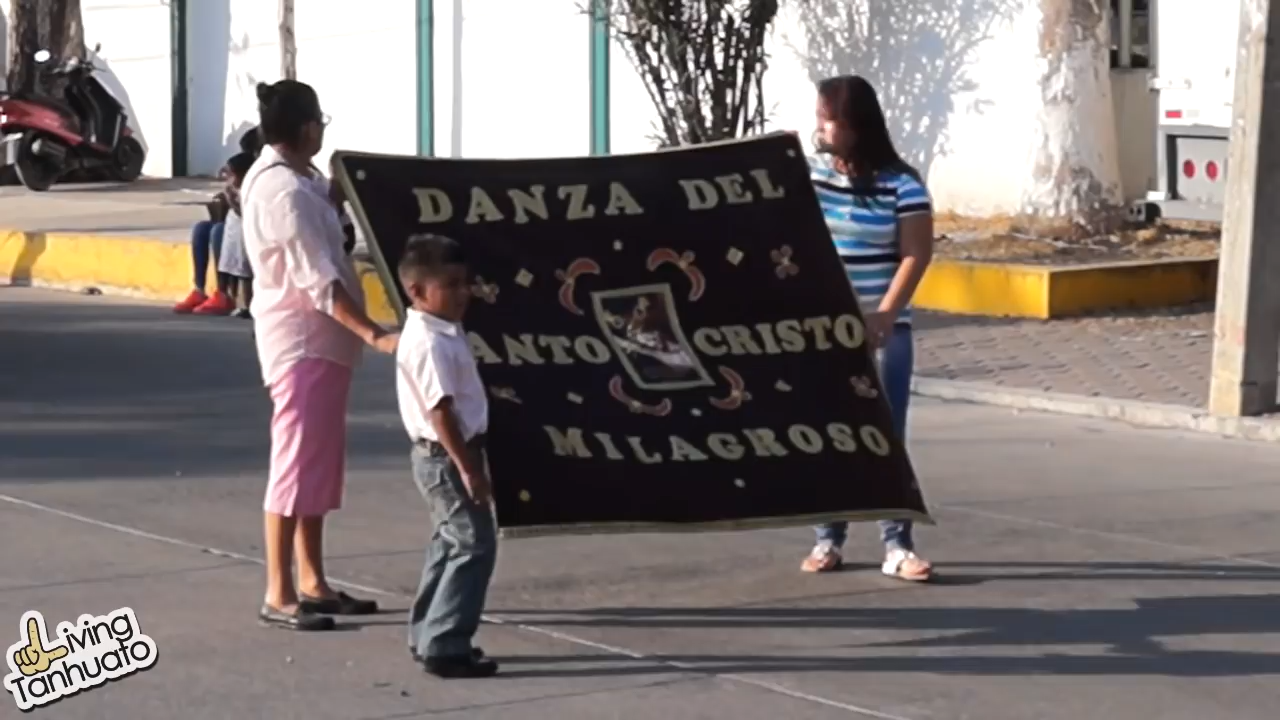 DANZA DEL
ANTO CRISTO
MILAGROSO
Living
Tanhuato